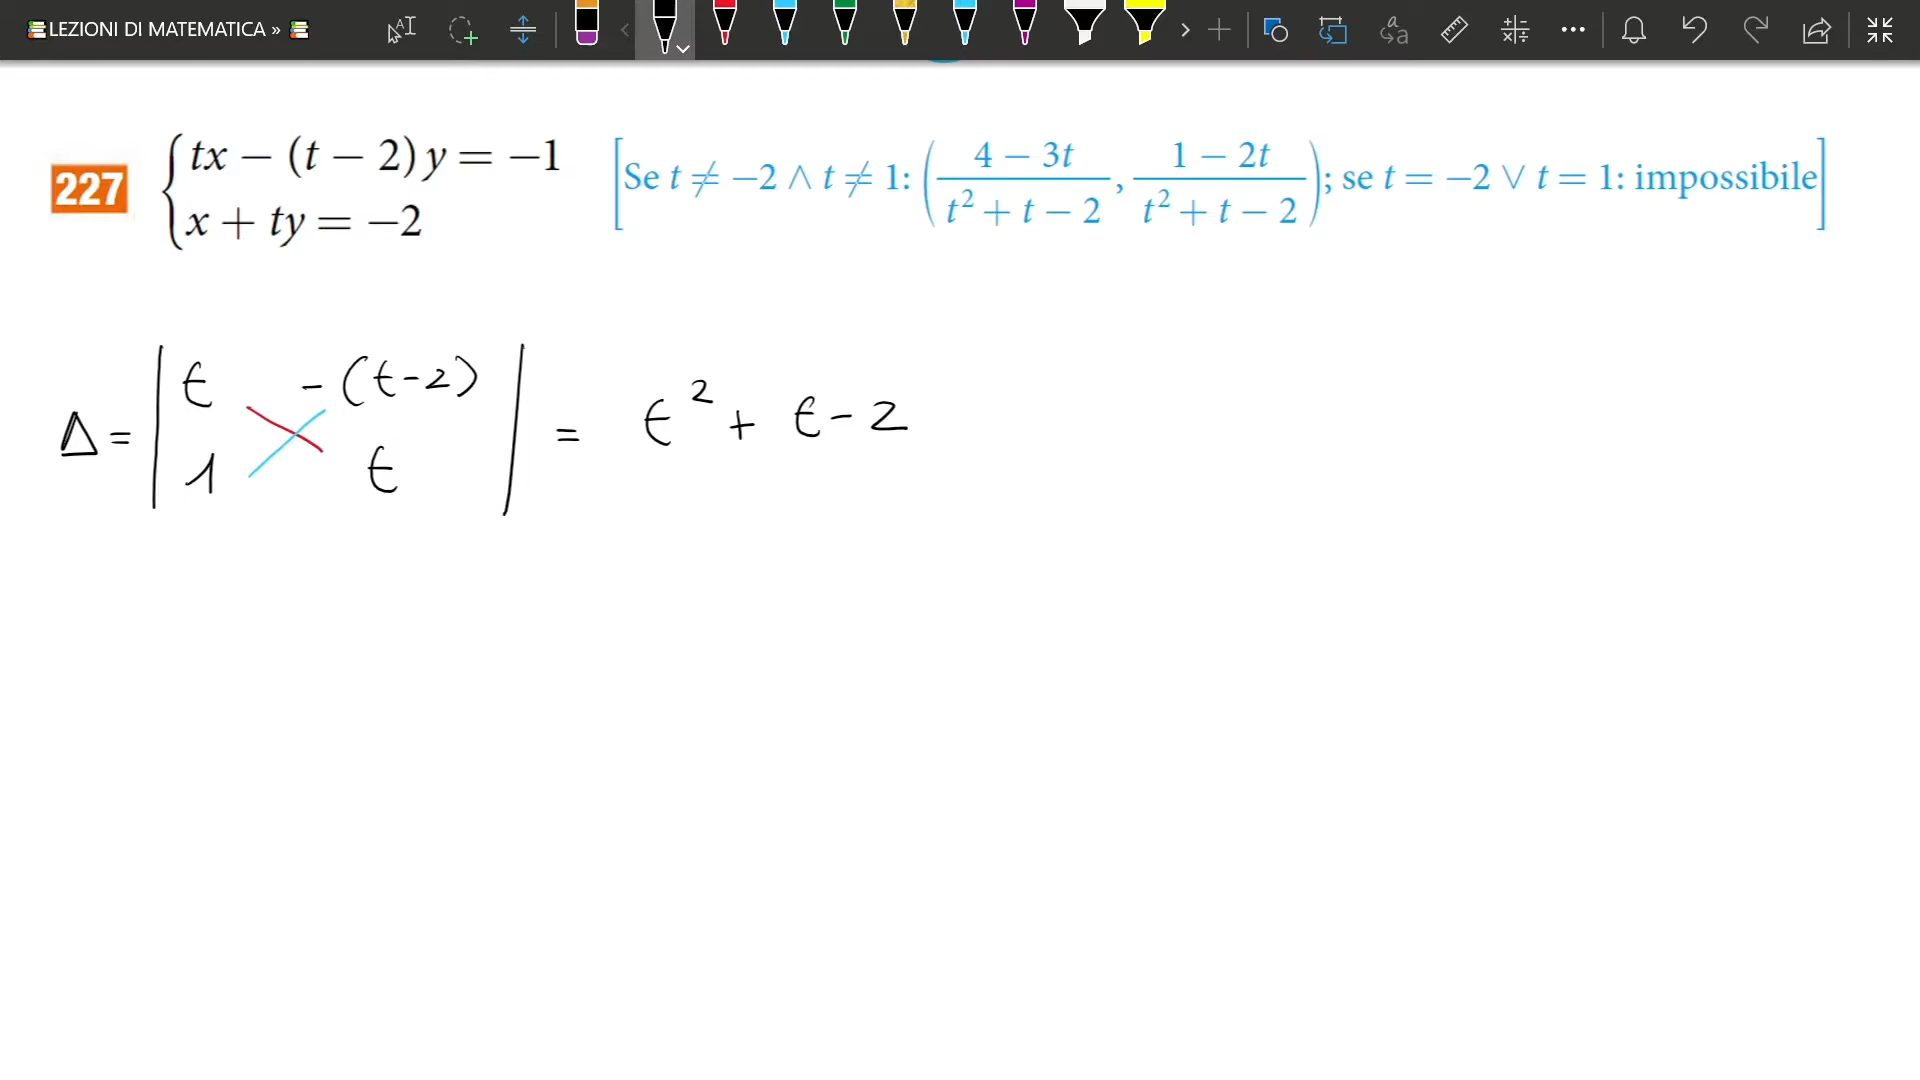 LEZIONI DI MATEMATICA »
227 { tx − (t − 2)y = −1
x + ty = −2
[Se t ≠ −2 ∧ t ≠ 1: ( (4 − 3t)/(t² + t − 2), (1 − 2t)/(t² + t − 2) ); se t = −2 ∨ t = 1: impossibile]
Δ = | t -(t-2) | = t² + t - 2
1 t